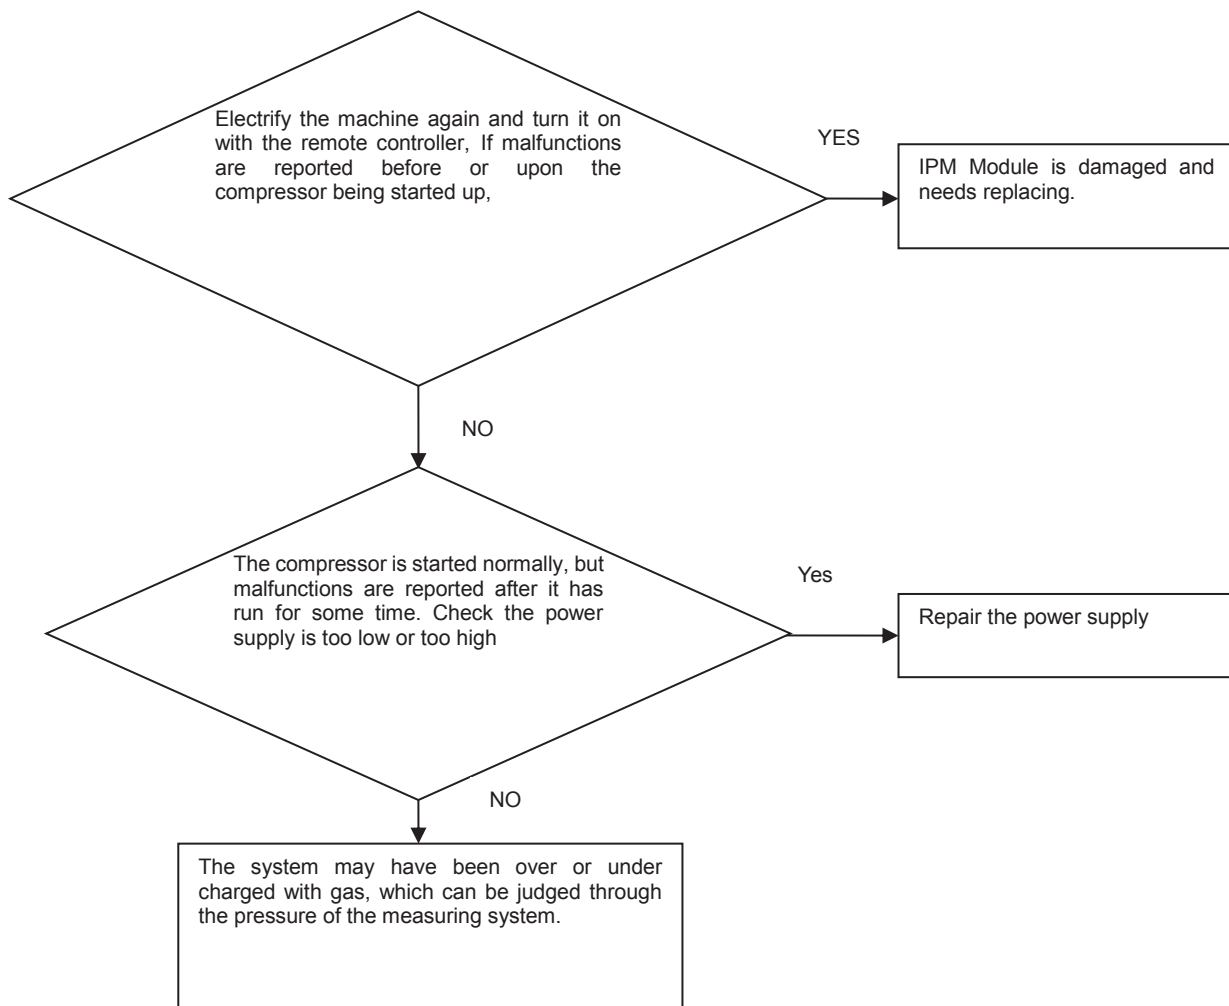 Electrify the machine again and turn it on
with the remote controller, If malfunctions
are reported before or upon the
compressor being started up,
YES
IPM Module is damaged and
needs replacing.
NO
The compressor is started normally, but
malfunctions are reported after it has
run for some time. Check the power
supply is too low or too high
Yes
Repair the power supply
NO
The system may have been over or under
charged with gas, which can be judged through
the pressure of the measuring system.